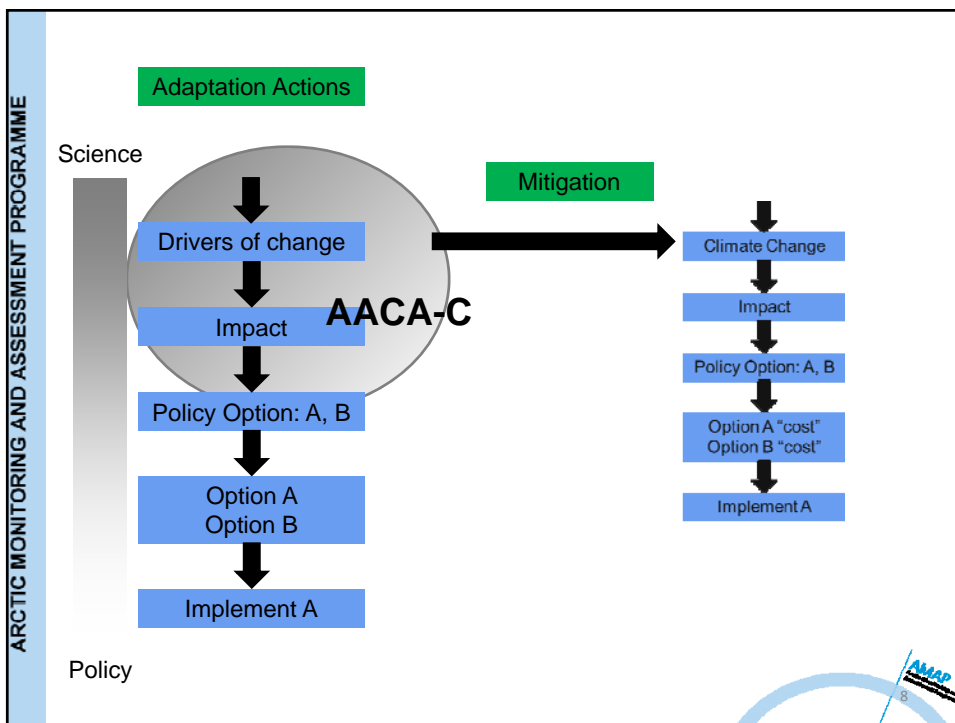 ARCTIC MONITORING AND ASSESSMENT PROGRAMME
Adaptation Actions
Science
Drivers of change
Impact
AACA-C
Policy Option: A, B
Option A
Option B
Implement A
Policy
Mitigation
Climate Change
Impact
Policy Option: A, B
Option A “cost”
Option B “cost”
Implement A
AMAP
8